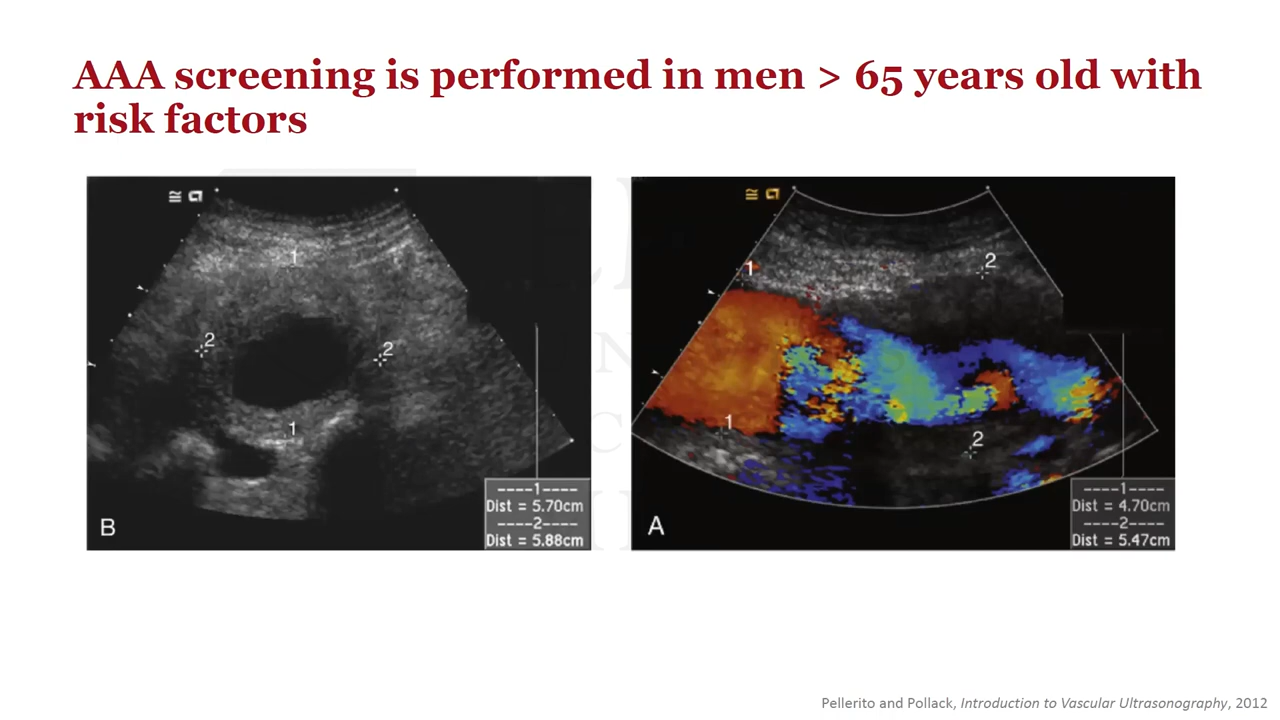 AAA screening is performed in men > 65 years old with
risk factors
1
2
2
1
----1----
Dist = 5.70cm
----2----
Dist = 5.88cm
B
1
2
1
2
----1----
Dist = 4.70cm
----2----
Dist = 5.47cm
A
Pellerito and Pollack, Introduction to Vascular Ultrasonography, 2012